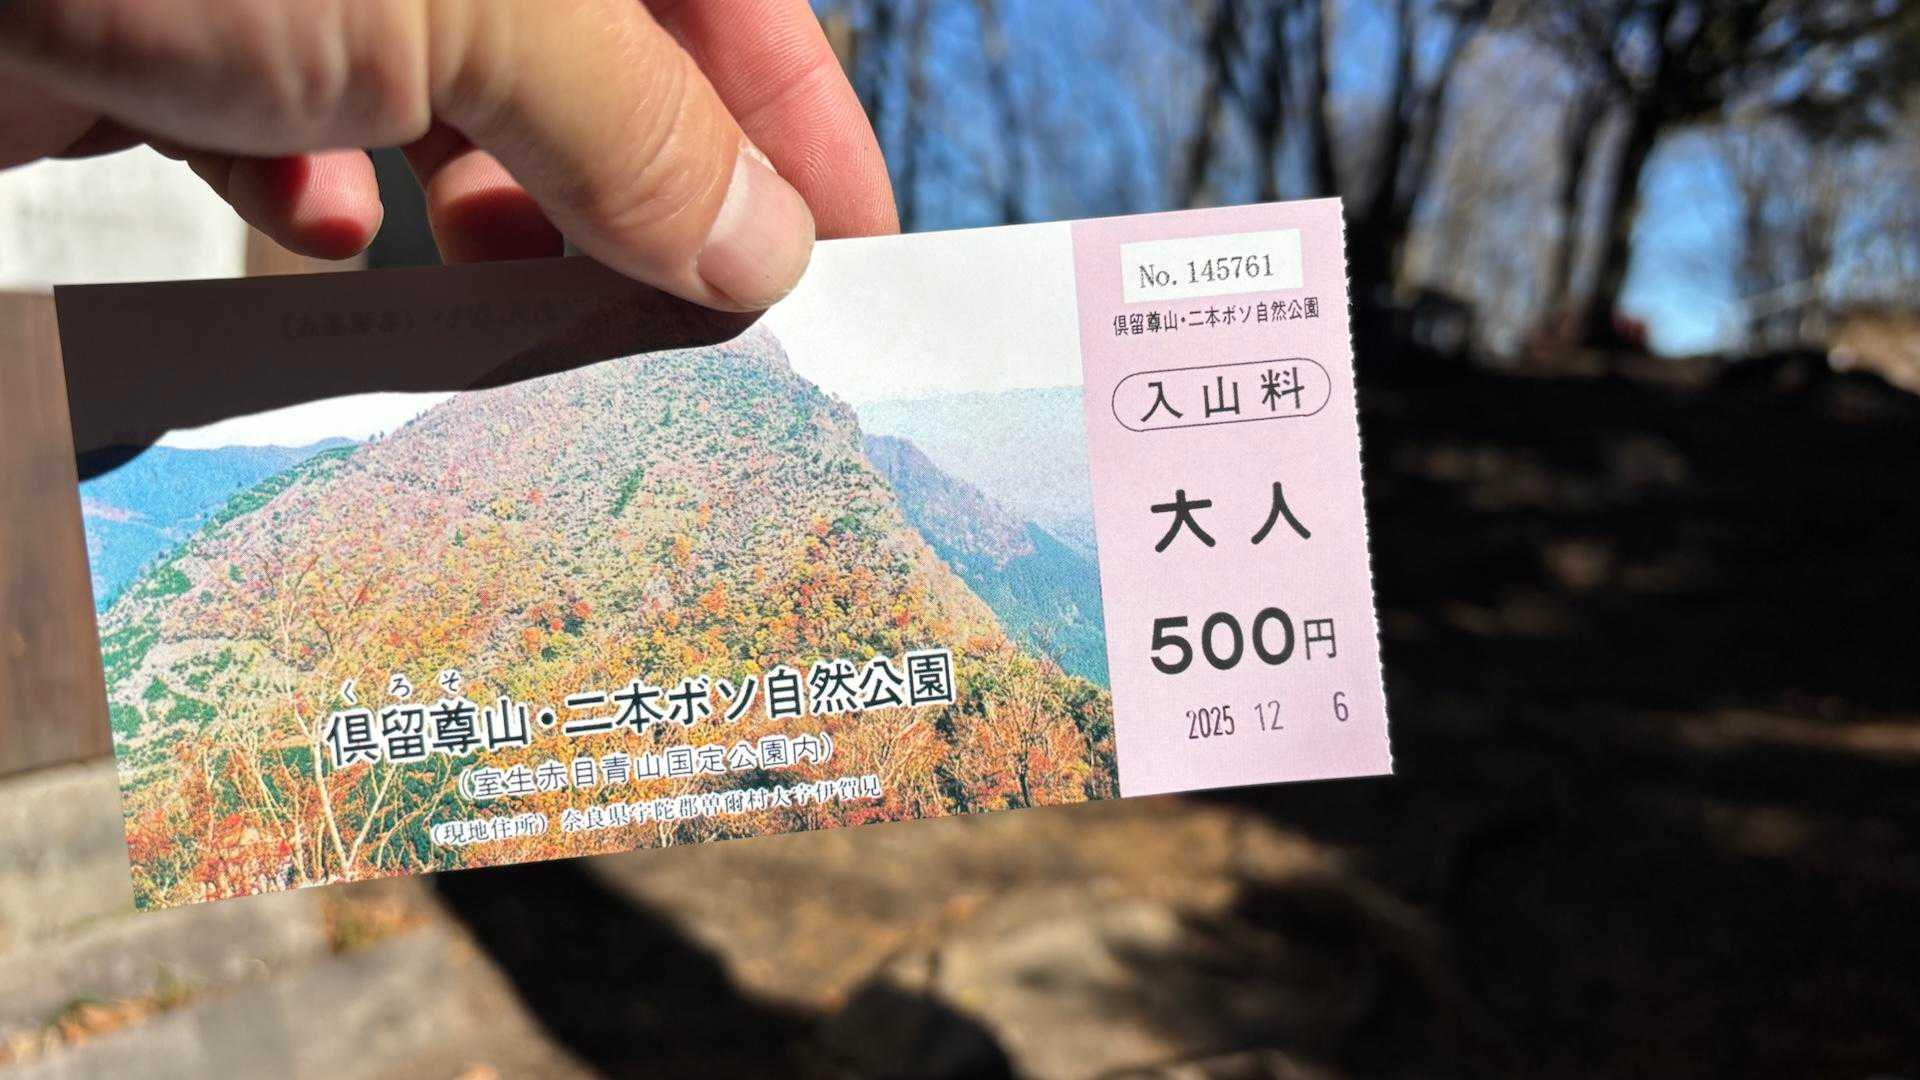 くろそ
倶留尊山・二本ボソ自然公園
(室生赤目青山国定公園内)
(現地住所) 奈良県宇陀郡曽爾村大字伊賀見
No. 145761
倶留尊山・二本ボソ自然公園
入山料
大人
500円
2025 12 6